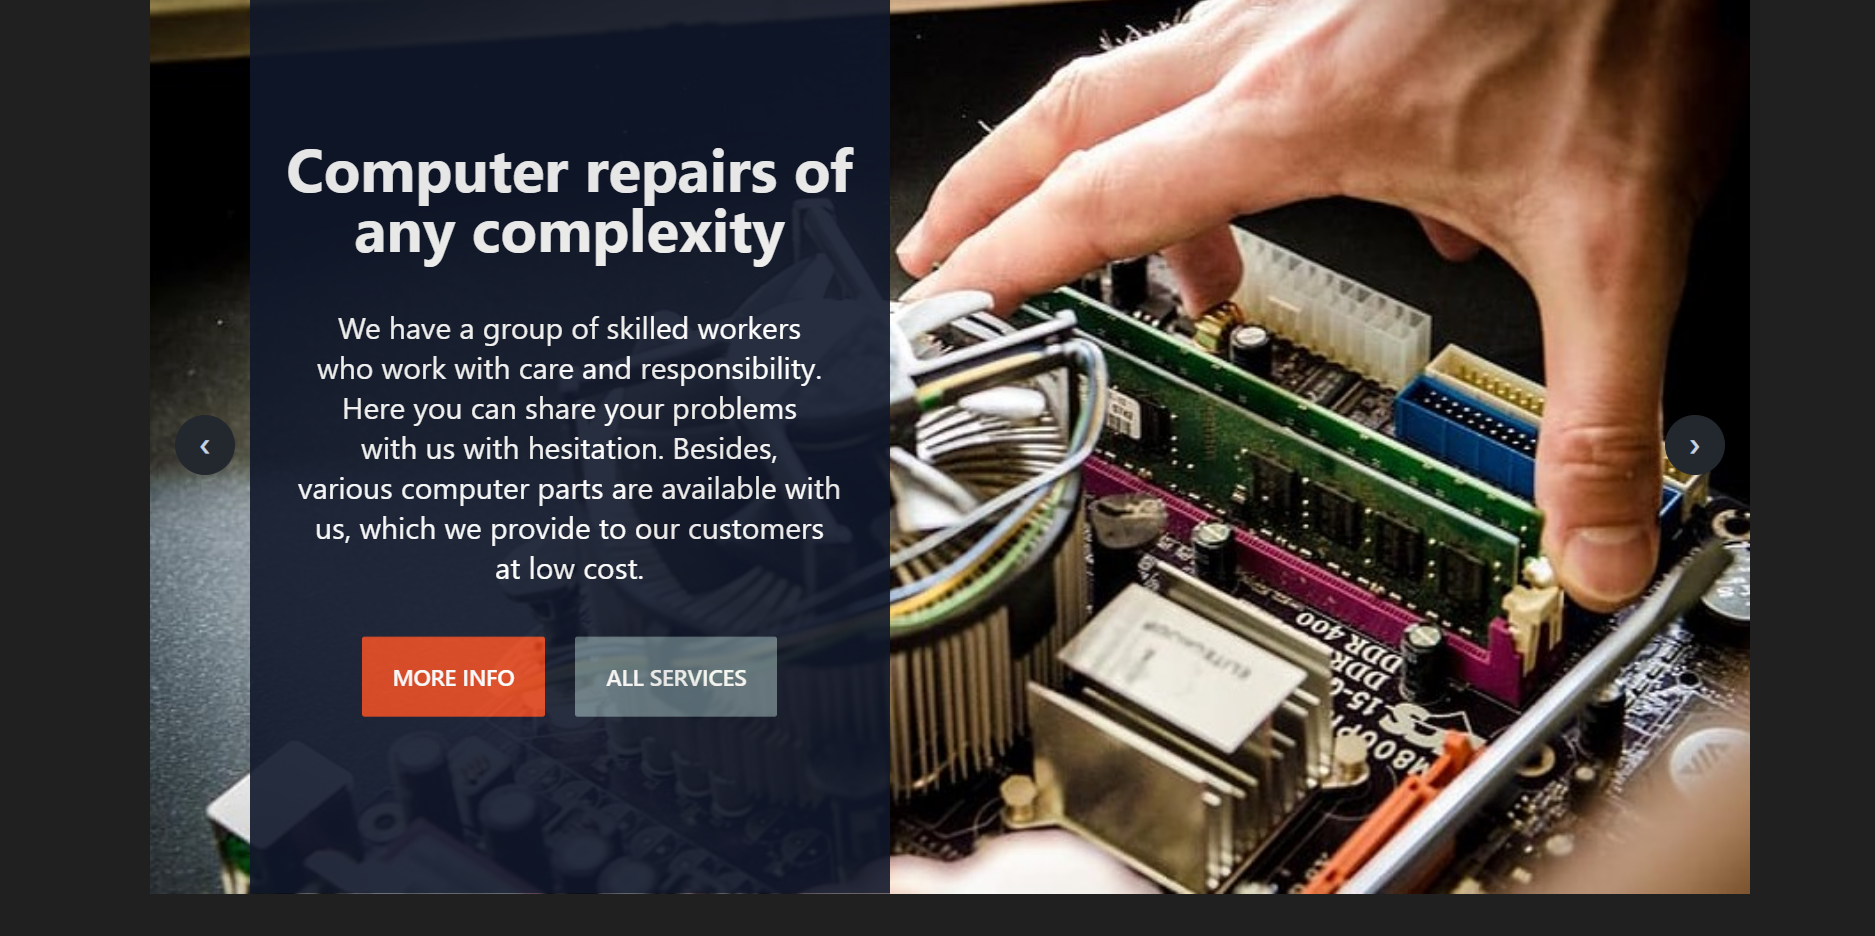 Computer repairs of
any complexity
We have a group of skilled workers
who work with care and responsibility.
Here you can share your problems
with us with hesitation. Besides,
various computer parts are available with
us, which we provide to our customers
at low cost.
MORE INFO
ALL SERVICES
‹
›
DDR 400